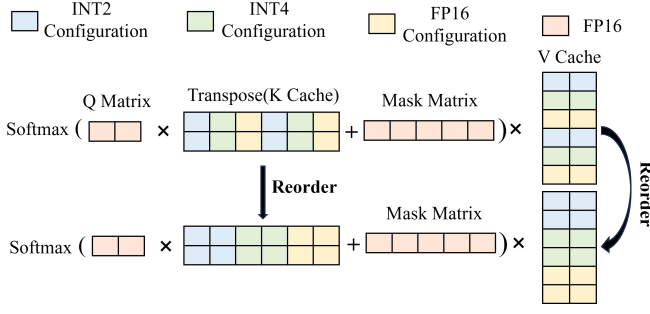 INT2
Configuration
INT4
Configuration
FP16
Configuration
FP16
V Cache
Q Matrix
Transpose(K Cache)
Mask Matrix
Softmax ( × + ) ×
Reorder
Reorder
Mask Matrix
Softmax ( × + ) ×